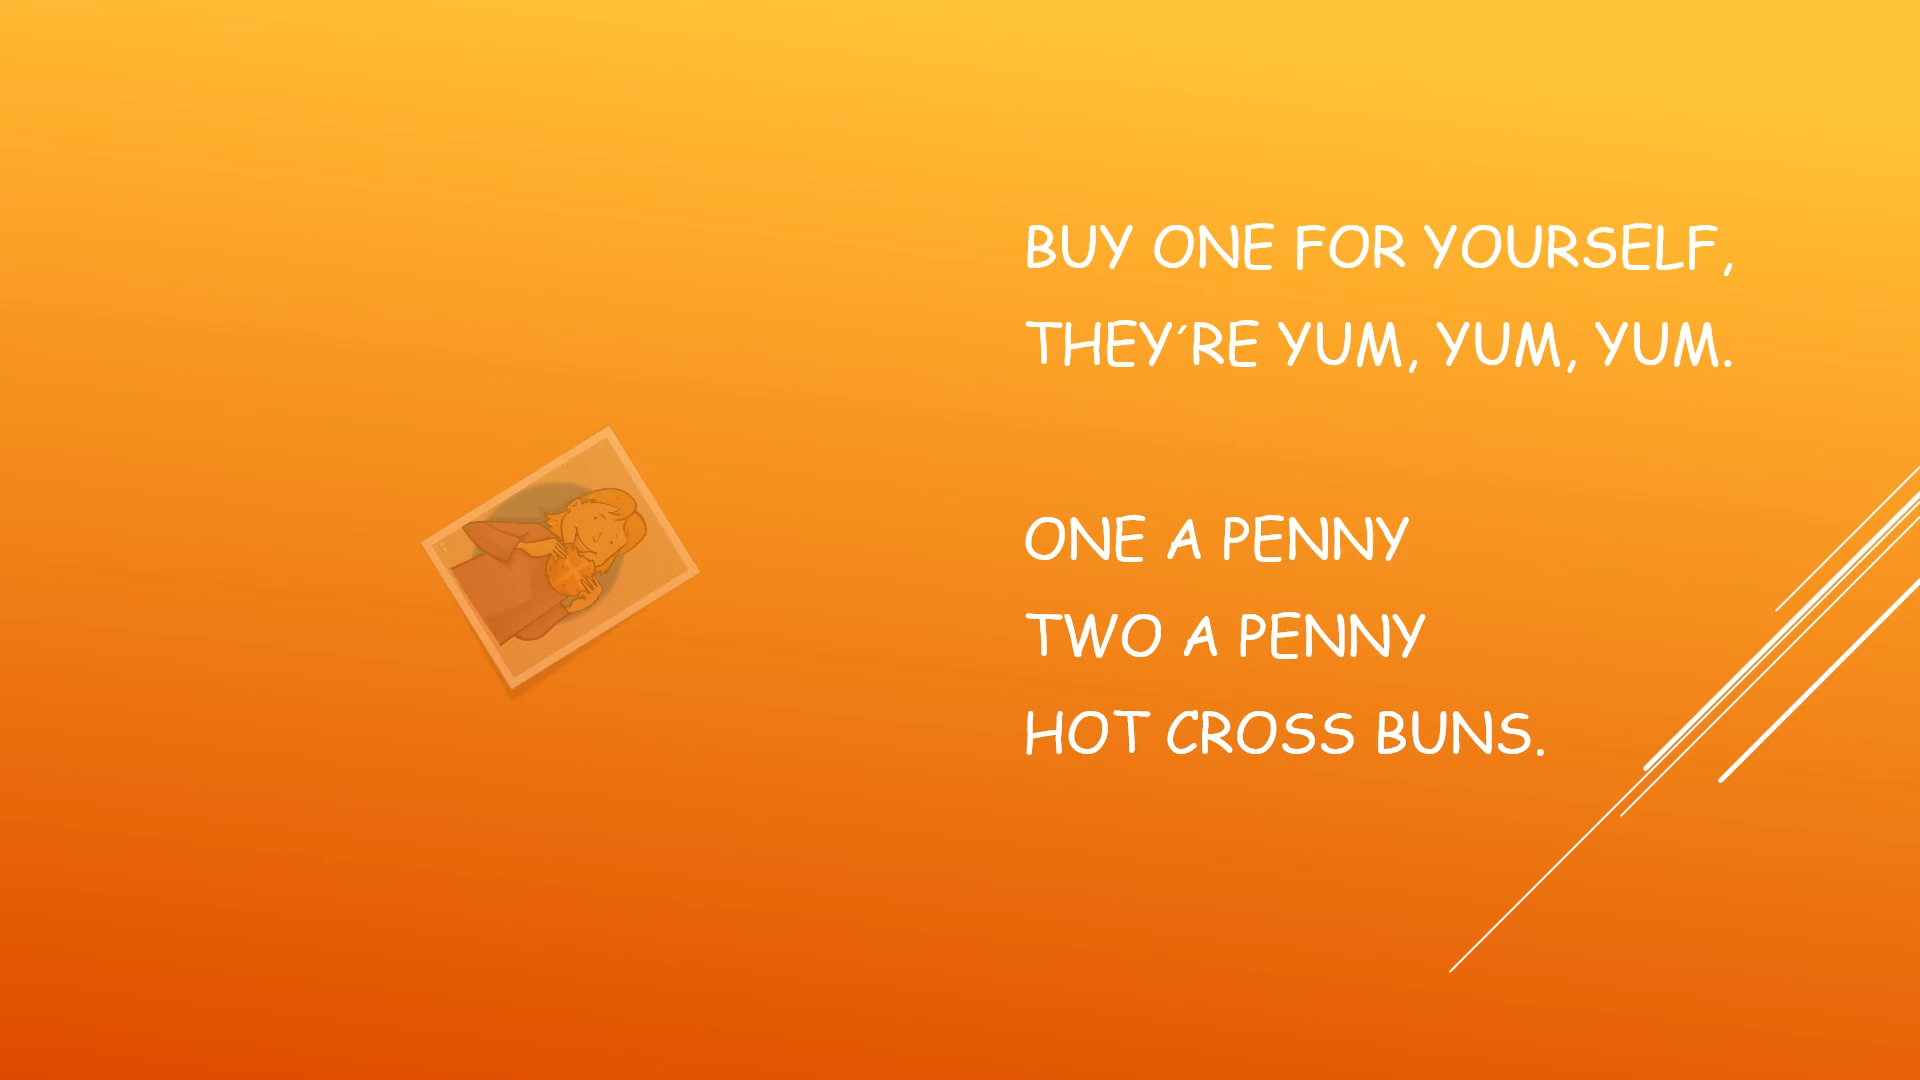 BUY ONE FOR YOURSELF,
THEY´RE YUM, YUM, YUM.
ONE A PENNY
TWO A PENNY
HOT CROSS BUNS.